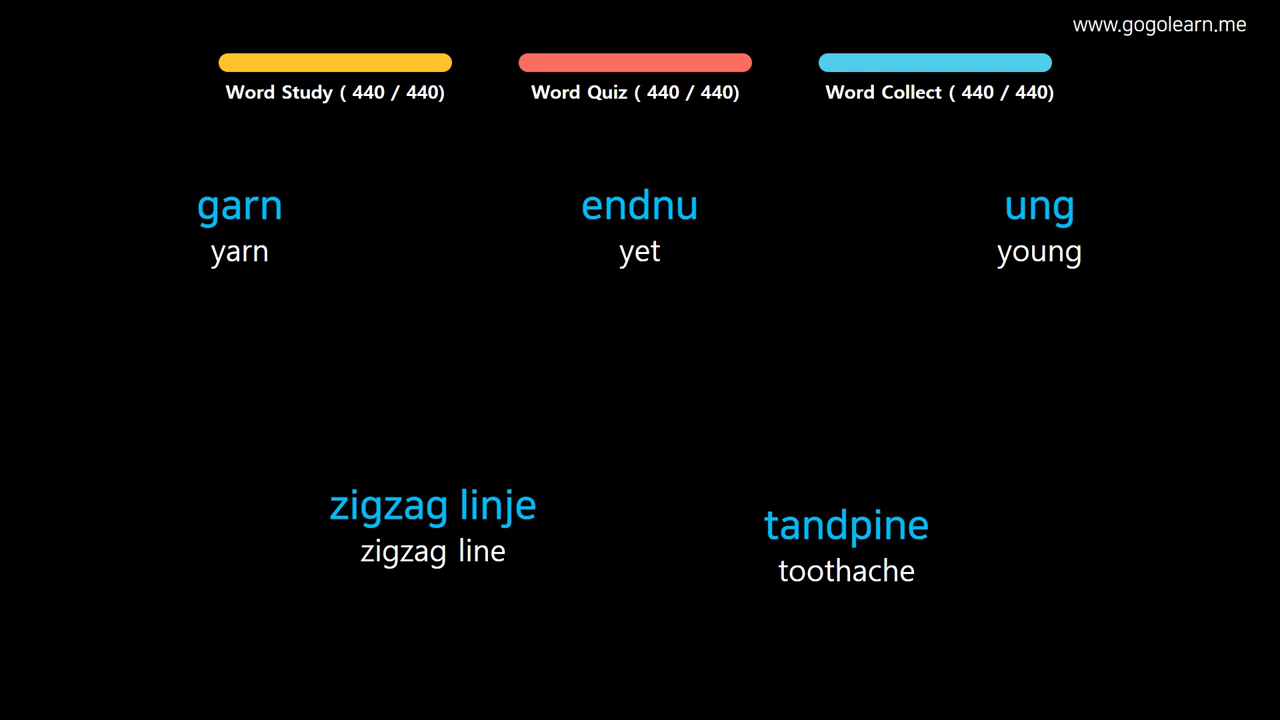 www.gogolearn.me
Word Study ( 440 / 440)
Word Quiz ( 440 / 440)
Word Collect ( 440 / 440)
garn
yarn
endnu
yet
ung
young
zigzag linje
zigzag line
tandpine
toothache